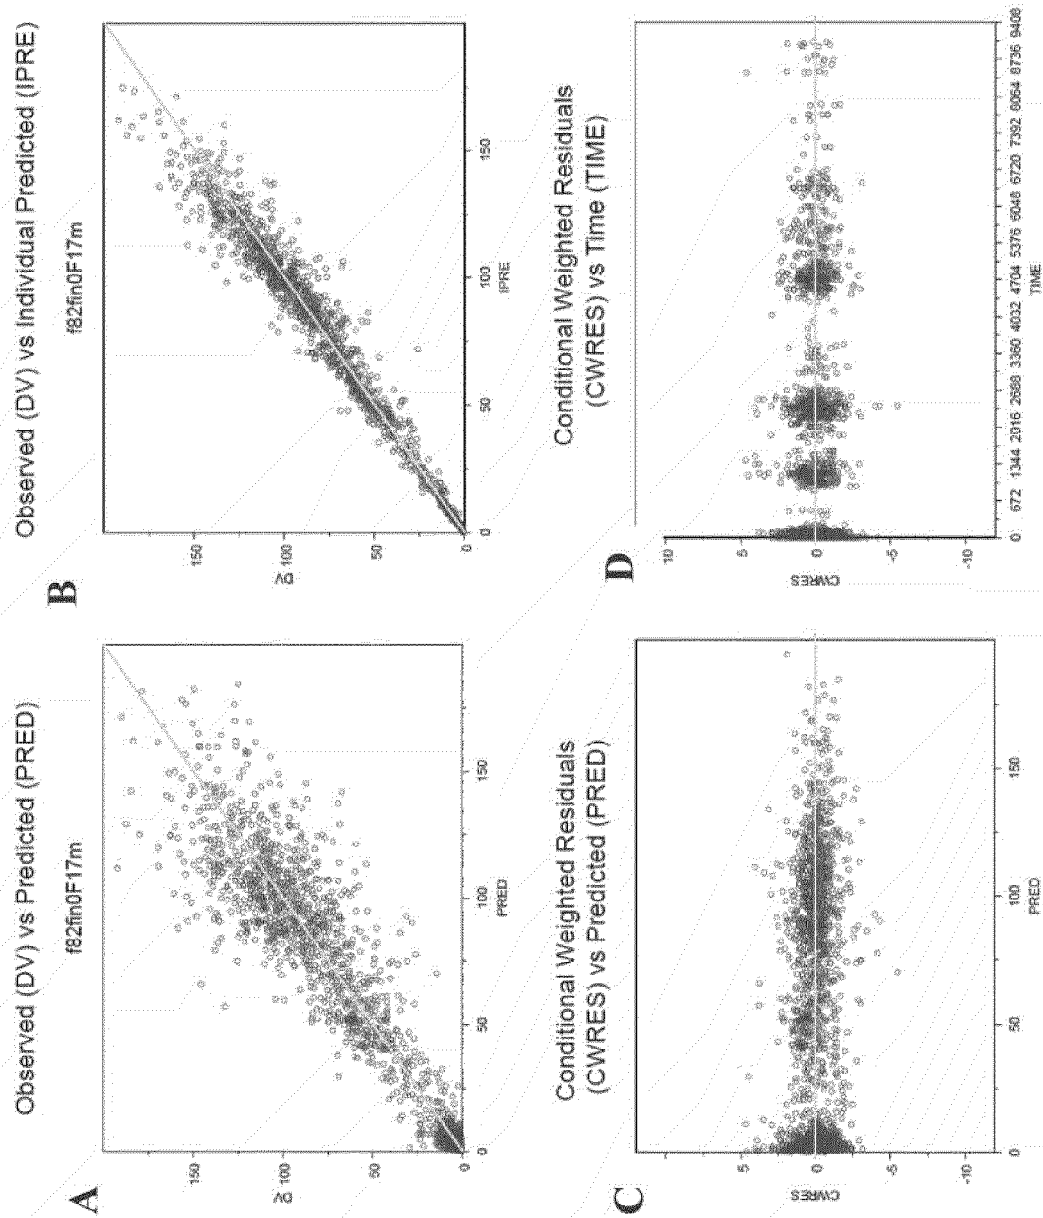 A
Observed (DV) vs Predicted (PRED)
f82fin0F17m
DV
150
100
50
0
0
50
100
150
PRED
B
Observed (DV) vs Individual Predicted (IPRE)
f82fin0F17m
DV
150
100
50
0
0
50
100
150
IPRE
C
Conditional Weighted Residuals
(CWRES) vs Predicted (PRED)
CWRES
5
0
-5
-10
0
50
100
150
PRED
D
Conditional Weighted Residuals
(CWRES) vs Time (TIME)
CWRES
10
5
0
-5
-10
0 672 1344 2016 2688 3360 4032 4704 5376 6048 6720 7392 8064 8736 9408
TIME